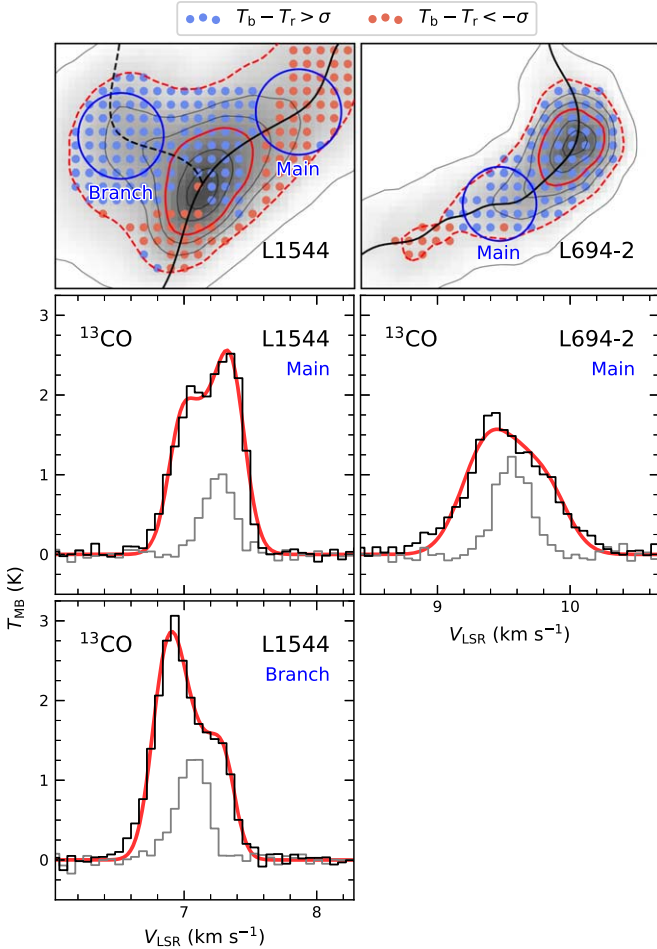 T_b − T_r > σ T_b − T_r < −σ
Branch Main L1544
Main L694-2
¹³CO L1544
Main
¹³CO L694-2
Main
3
2
1
0
9 10
V_LSR (km s⁻¹)
T_MB (K)
¹³CO L1544
Branch
3
2
1
0
7 8
V_LSR (km s⁻¹)